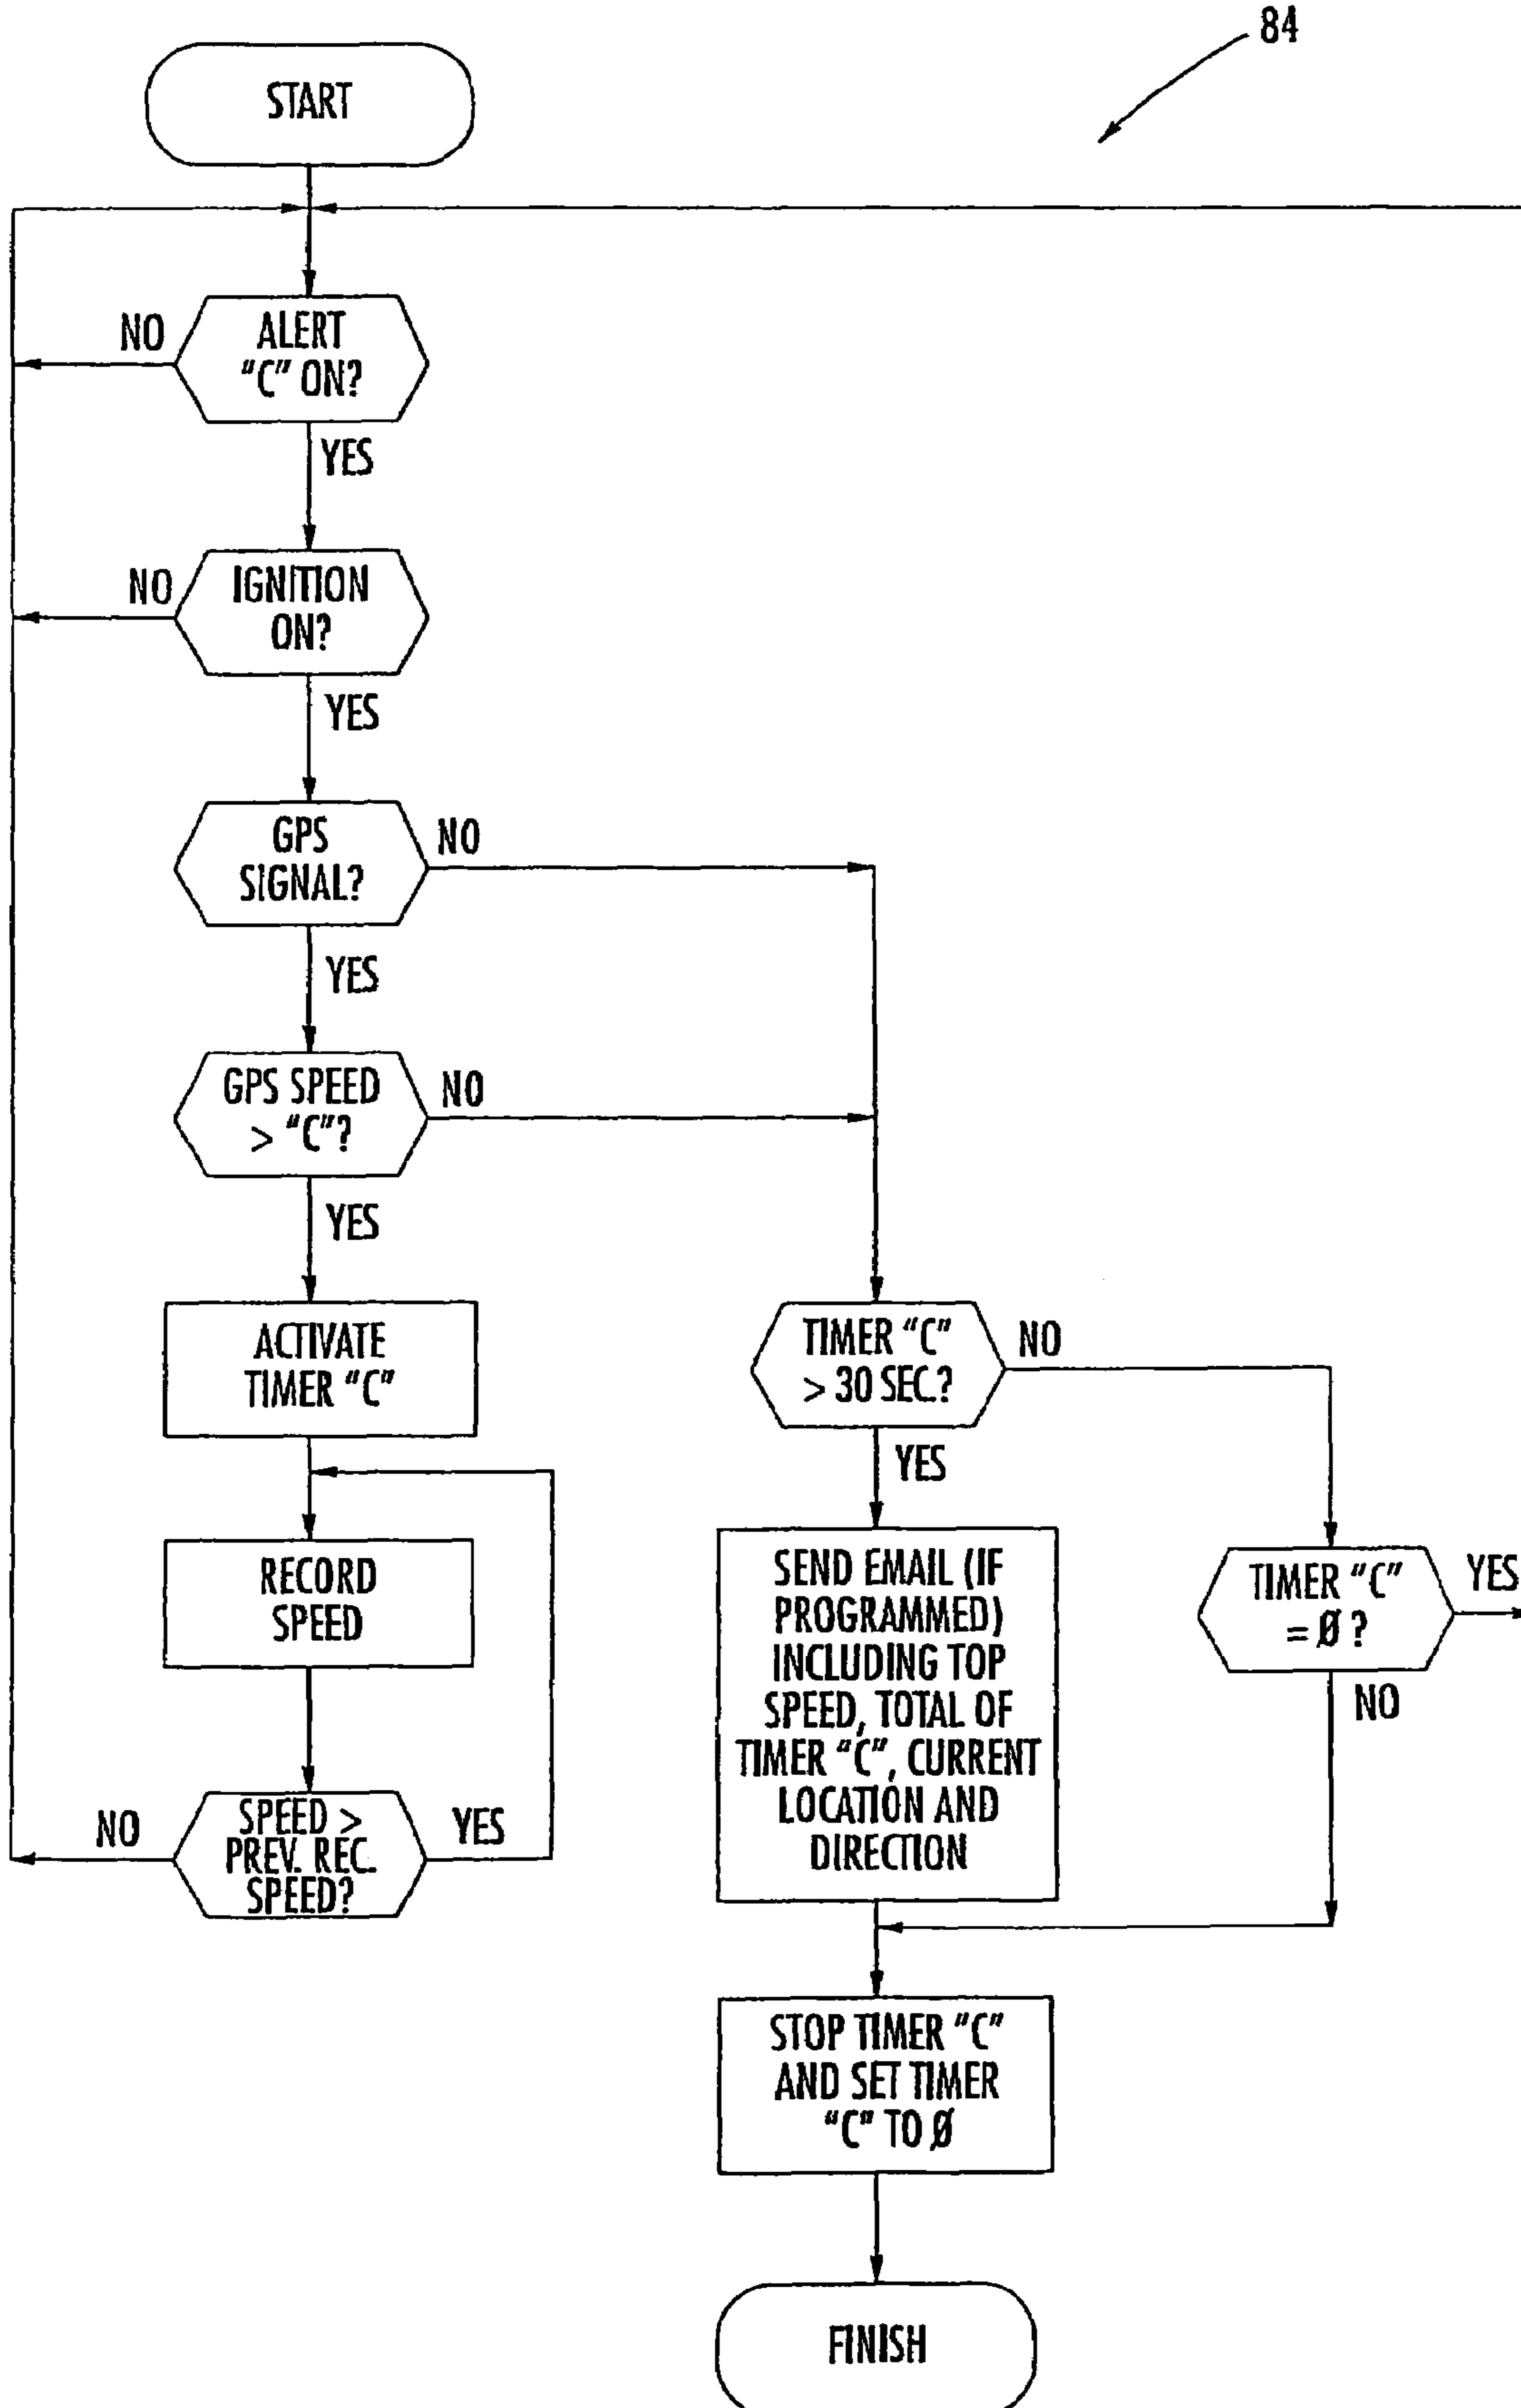 84
START
ALERT
"C" ON?
NO
YES
IGNITION
ON?
NO
YES
GPS
SIGNAL?
NO
YES
GPS SPEED
> "C"?
NO
YES
ACTIVATE
TIMER "C"
RECORD
SPEED
SPEED >
PREV. REC.
SPEED?
NO
YES
TIMER "C"
> 30 SEC.?
NO
YES
SEND EMAIL (IF
PROGRAMMED)
INCLUDING TOP
SPEED, TOTAL OF
TIMER "C", CURRENT
LOCATION AND
DIRECTION
TIMER "C"
= Ø ?
YES
NO
STOP TIMER "C"
AND SET TIMER
"C" TO Ø
FINISH